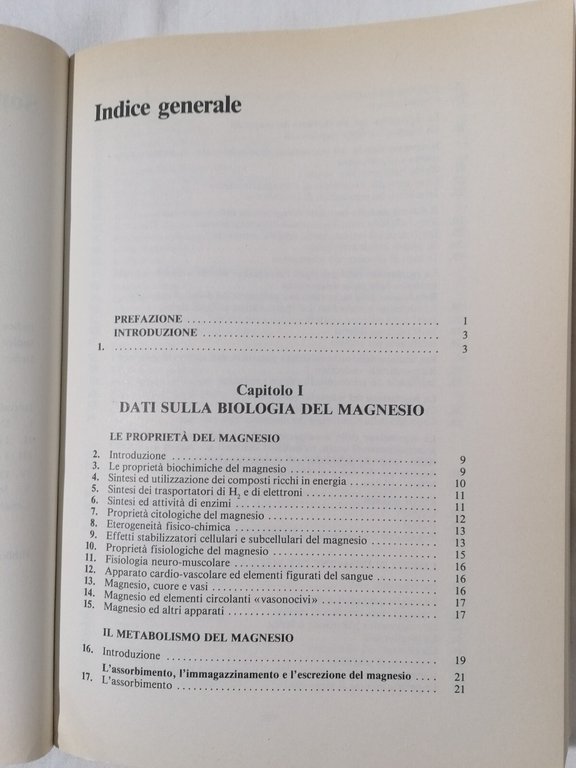 Indice generale
PREFAZIONE 1
INTRODUZIONE 3
1. 3
Capitolo I
DATI SULLA BIOLOGIA DEL MAGNESIO
LE PROPRIETÀ DEL MAGNESIO
2. Introduzione 9
3. Le proprietà biochimiche del magnesio 9
4. Sintesi ed utilizzazione dei composti ricchi in energia 10
5. Sintesi dei trasportatori di H₂ e di elettroni 11
6. Sintesi ed attività di enzimi 11
7. Proprietà citologiche del magnesio 12
8. Eterogeneità fisico-chimica 13
9. Effetti stabilizzatori cellulari e subcellulari del magnesio 13
10. Proprietà fisiologiche del magnesio 15
11. Fisiologia neuro-muscolare 16
12. Apparato cardio-vascolare ed elementi figurati del sangue 16
13. Magnesio, cuore e vasi 16
14. Magnesio ed elementi circolanti «vasonocivi» 17
15. Magnesio ed altri apparati 17
IL METABOLISMO DEL MAGNESIO
16. Introduzione 19
L'assorbimento, l'immagazzinamento e l'escrezione del magnesio 21
17. L'assorbimento 21